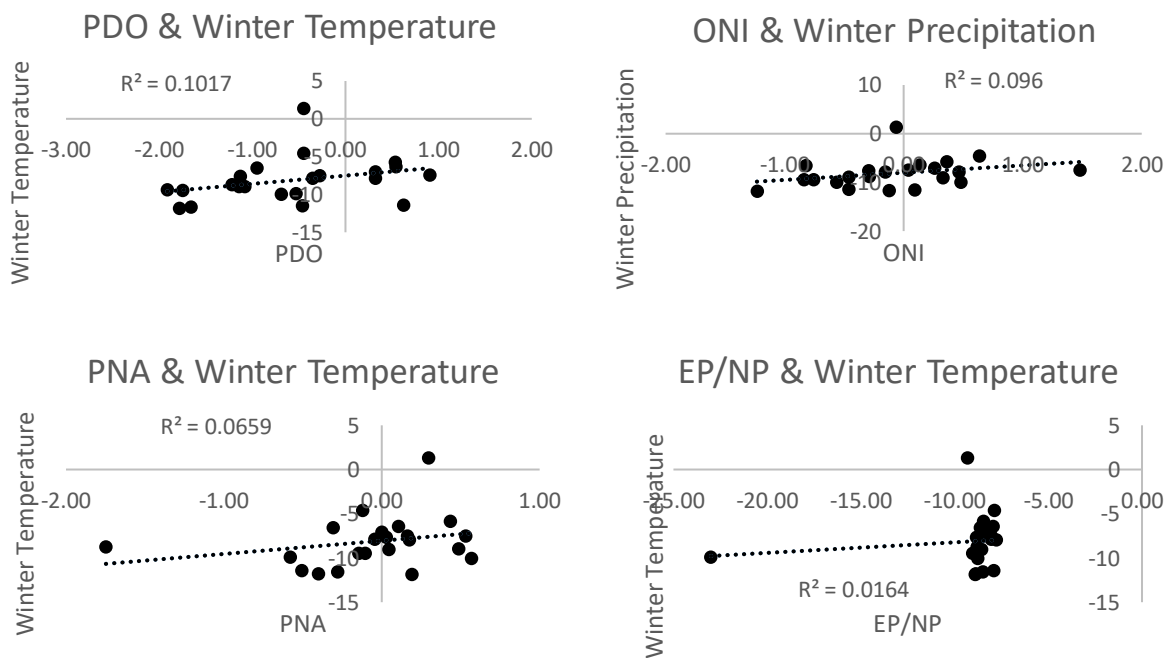 PDO & Winter Temperature
Winter Temperature
R² = 0.1017
5
0
-3.00 -2.00 -1.00 0.00 1.00 2.00
-5
-10
-15
PDO
ONI & Winter Precipitation
Winter Precipitation
R² = 0.096
10
0
-2.00 -1.00 0.00 1.00 2.00
-10
-20
ONI
PNA & Winter Temperature
Winter Temperature
R² = 0.0659
5
0
-2.00 -1.00 0.00 1.00
-5
-10
-15
PNA
EP/NP & Winter Temperature
Winter Temperature
5
0
-25.00 -20.00 -15.00 -10.00 -5.00 0.00
-5
-10
-15
R² = 0.0164
EP/NP